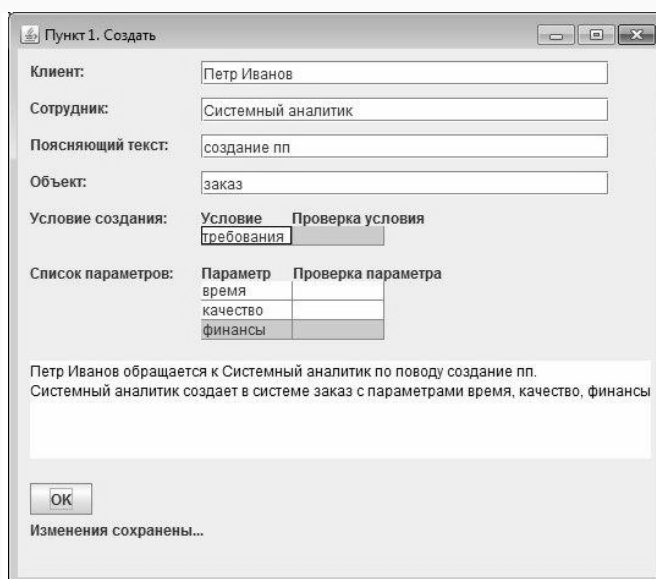 Пункт 1. Создать
Клиент: Петр Иванов
Сотрудник: Системный аналитик
Поясняющий текст: создание пп
Объект: заказ
Условие создания: Условие Проверка условия
требования
Список параметров: Параметр Проверка параметра
время
качество
финансы
Петр Иванов обращается к Системный аналитик по поводу создание пп.
Системный аналитик создает в системе заказ с параметрами время, качество, финансы
OK
Изменения сохранены...